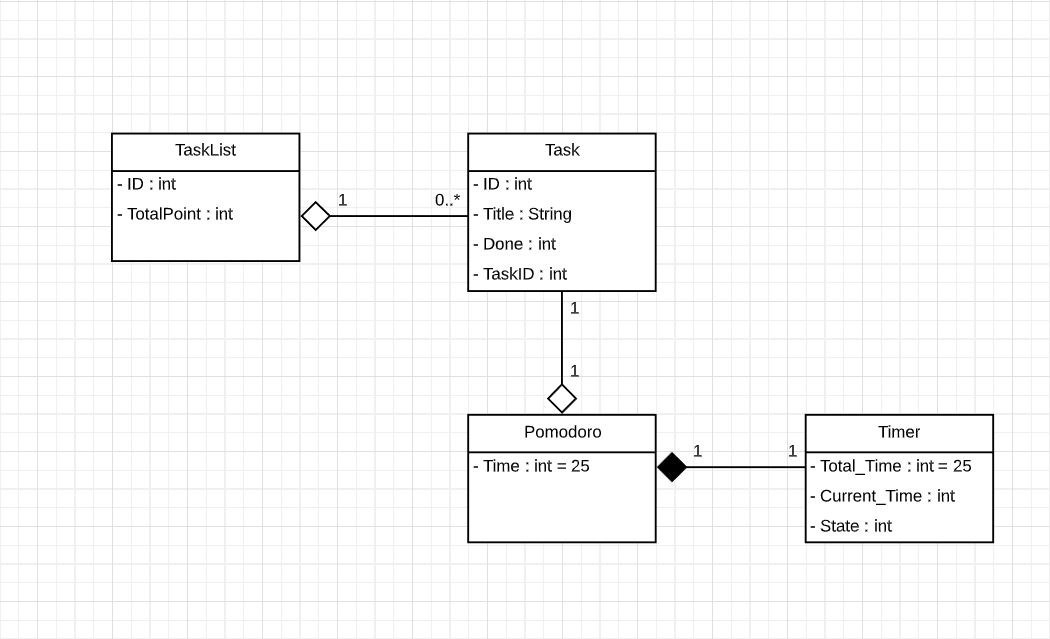 TaskList
- ID : int
- TotalPoint : int
1
0..*
Task
- ID : int
- Title : String
- Done : int
- TaskID : int
1
1
Pomodoro
- Time : int = 25
1
1
Timer
- Total_Time : int = 25
- Current_Time : int
- State : int